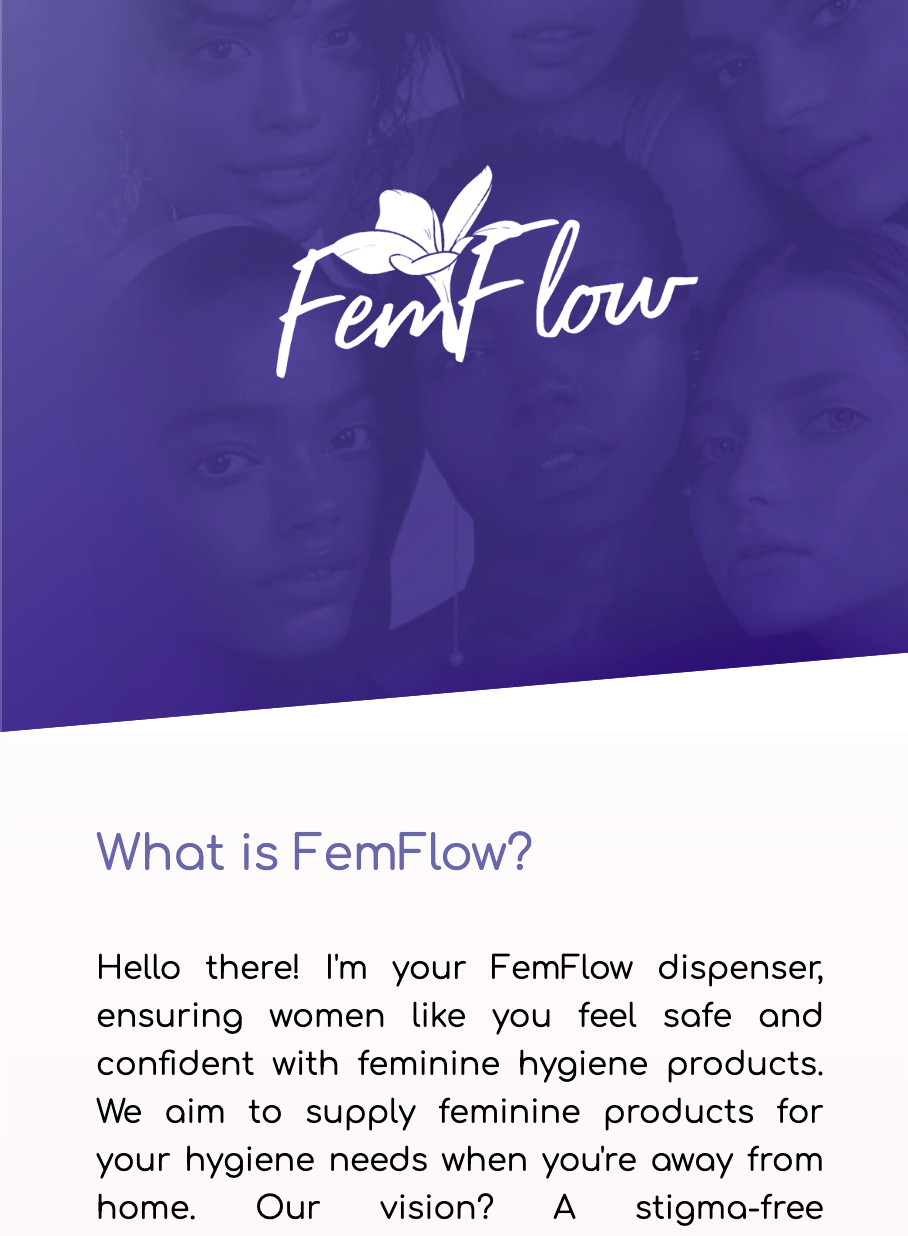 FemFlow
What is FemFlow?
Hello there! I'm your FemFlow dispenser,
ensuring women like you feel safe and
confident with feminine hygiene products.
We aim to supply feminine products for
your hygiene needs when you're away from
home. Our vision? A stigma-free